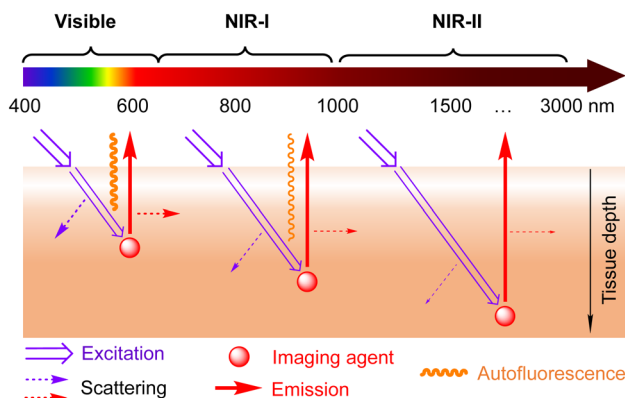 Visible NIR-I NIR-II
400 600 800 1000 1500 ... 3000 nm
Tissue depth
Excitation Imaging agent Autofluorescence
Scattering Emission